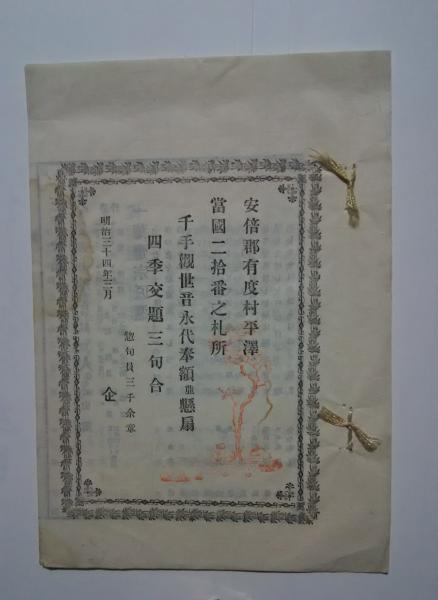 安倍郡有度村平澤
當國二拾番之札所
千手觀世音永代奉額並懸扇
四季交題三句合
惣句員三千余章
明治三十四年三月
企